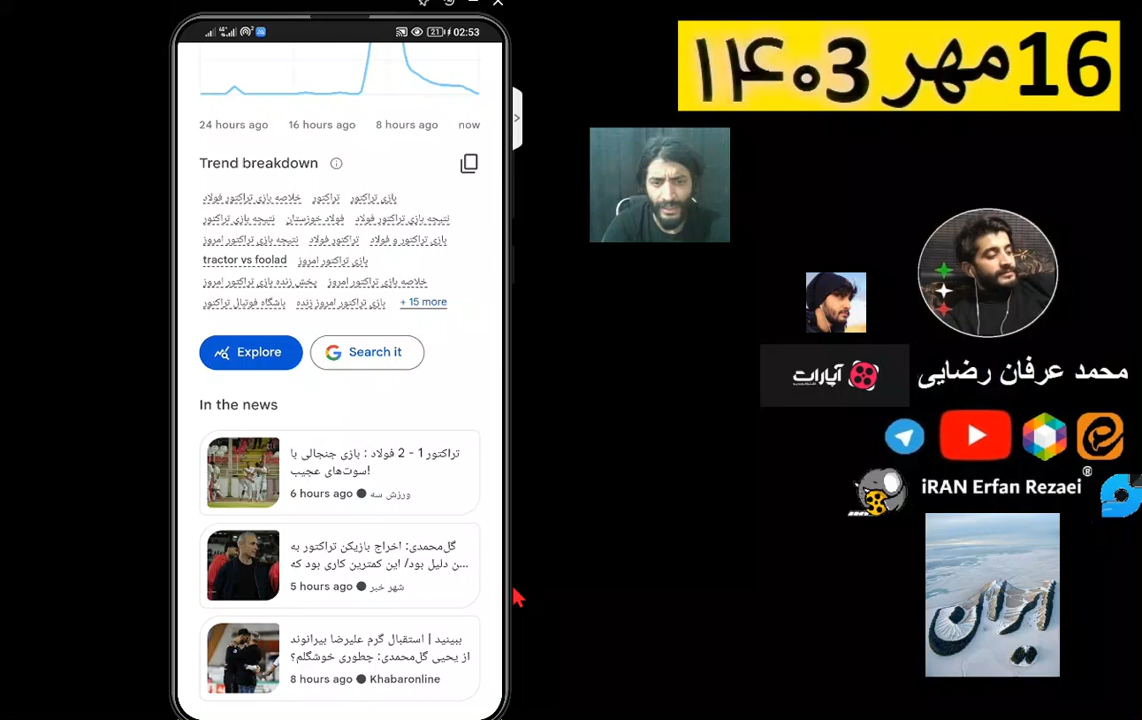 02:53
21
24 hours ago
16 hours ago
8 hours ago
now
Trend breakdown
بازی تراکتور تراکتور خلاصه بازی تراکتور فولاد
نتیجه بازی تراکتور فولاد فولاد خوزستان نتیجه بازی تراکتور
بازی تراکتور و فولاد تراکتور فولاد نتیجه بازی تراکتور امروز
tractor vs foolad بازی تراکتور امروز
خلاصه بازی تراکتور امروز پخش زنده بازی تراکتور امروز
باشگاه فوتبال تراکتور بازی تراکتور امروز زنده + 15 more
Explore
Search it
In the news
تراکتور 1 - 2 فولاد : بازی جنجالی با
سوت‌های عجیب!
6 hours ago ● ورزش سه
گل‌محمدی: اخراج بازیکن تراکتور به
...ن دلیل بود/ این کمترین کاری بود که
5 hours ago ● شهر خبر
ببینید | استقبال گرم علیرضا بیرانوند
از یحیی گل‌محمدی: چطوری خوشگلم؟
8 hours ago ● Khabaronline
16 مهر ۱۴۰3
آپارات
محمد عرفان رضایی
iRAN Erfan Rezaei ®